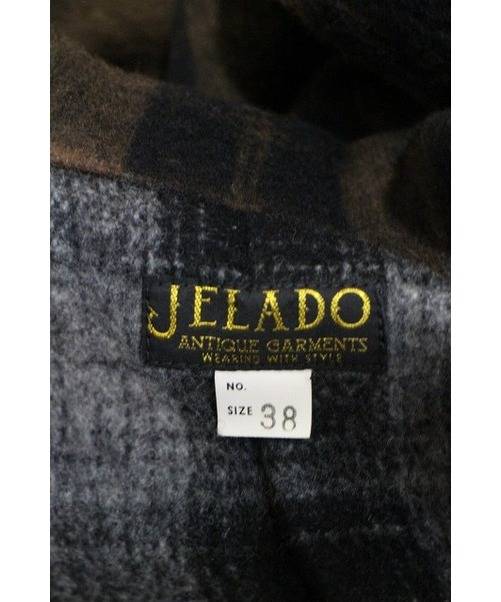 JELADO
ANTIQUE GARMENTS
WEARING WITH STYLE
NO.
SIZE 38